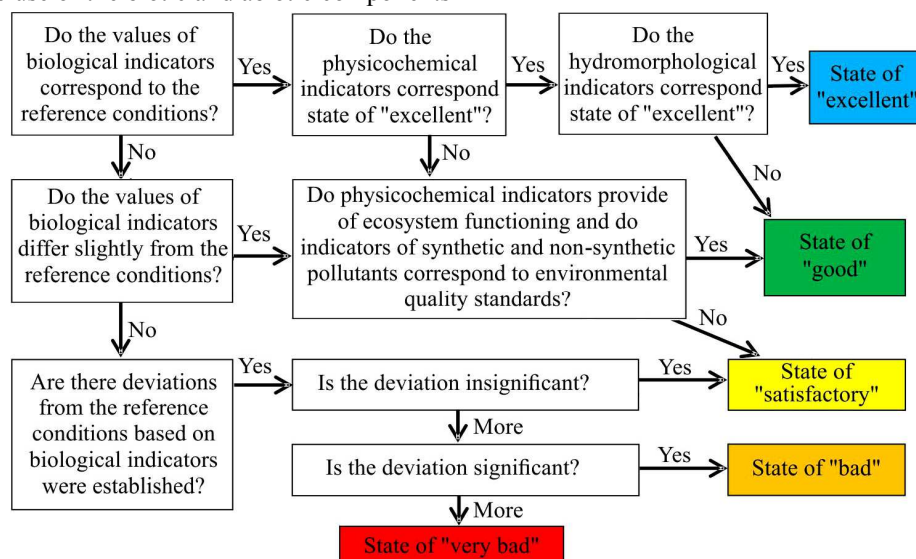 the biotic and abiotic components
Do the values of
biological indicators
correspond to the
reference conditions?
Yes
Do the
physicochemical
indicators correspond
state of "excellent"?
Yes
Do the
hydromorphological
indicators correspond
state of "excellent"?
Yes
State of
"excellent"
No
No
No
Do the values of
biological indicators
differ slightly from the
reference conditions?
Yes
Do physicochemical indicators provide
of ecosystem functioning and do
indicators of synthetic and non-synthetic
pollutants correspond to environmental
quality standards?
Yes
State of
"good"
No
No
Are there deviations
from the reference
conditions based on
biological indicators
were established?
Yes
Is the deviation insignificant?
Yes
State of
"satisfactory"
More
Is the deviation significant?
Yes
State of "bad"
More
State of "very bad"